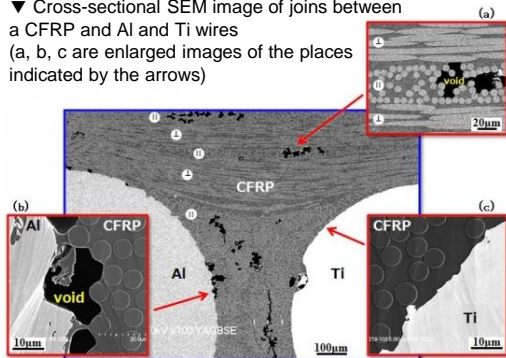 ▼ Cross-sectional SEM image of joins between
a CFRP and Al and Ti wires
(a, b, c are enlarged images of the places
indicated by the arrows)
(a)
⊥
void
⊥
20μm
⊥
CFRP
(b)
Al
CFRP
void
10μm
Al
Ti
100μm
(c)
CFRP
Ti
10μm